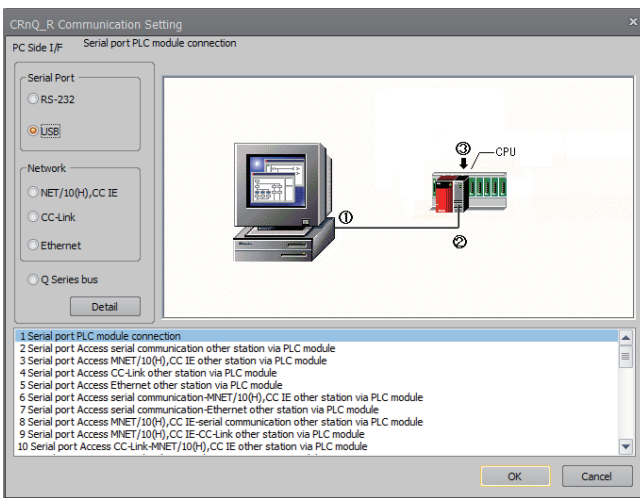 CRnQ_R Communication Setting
PC Side I/F Serial port PLC module connection
Serial Port
RS-232
USB
Network
NET/10(H),CC IE
CC-Link
Ethernet
Q Series bus
Detail
③
CPU
①
②
1 Serial port PLC module connection
2 Serial port Access serial communication other station via PLC module
3 Serial port Access MNET/10(H),CC IE other station via PLC module
4 Serial port Access CC-Link other station via PLC module
5 Serial port Access Ethernet other station via PLC module
6 Serial port Access serial communication-MNET/10(H),CC IE other station via PLC module
7 Serial port Access serial communication-Ethernet other station via PLC module
8 Serial port Access MNET/10(H),CC IE-serial communication other station via PLC module
9 Serial port Access MNET/10(H),CC IE-CC-Link other station via PLC module
10 Serial port Access CC-Link-MNET/10(H),CC IE other station via PLC module
OK
Cancel